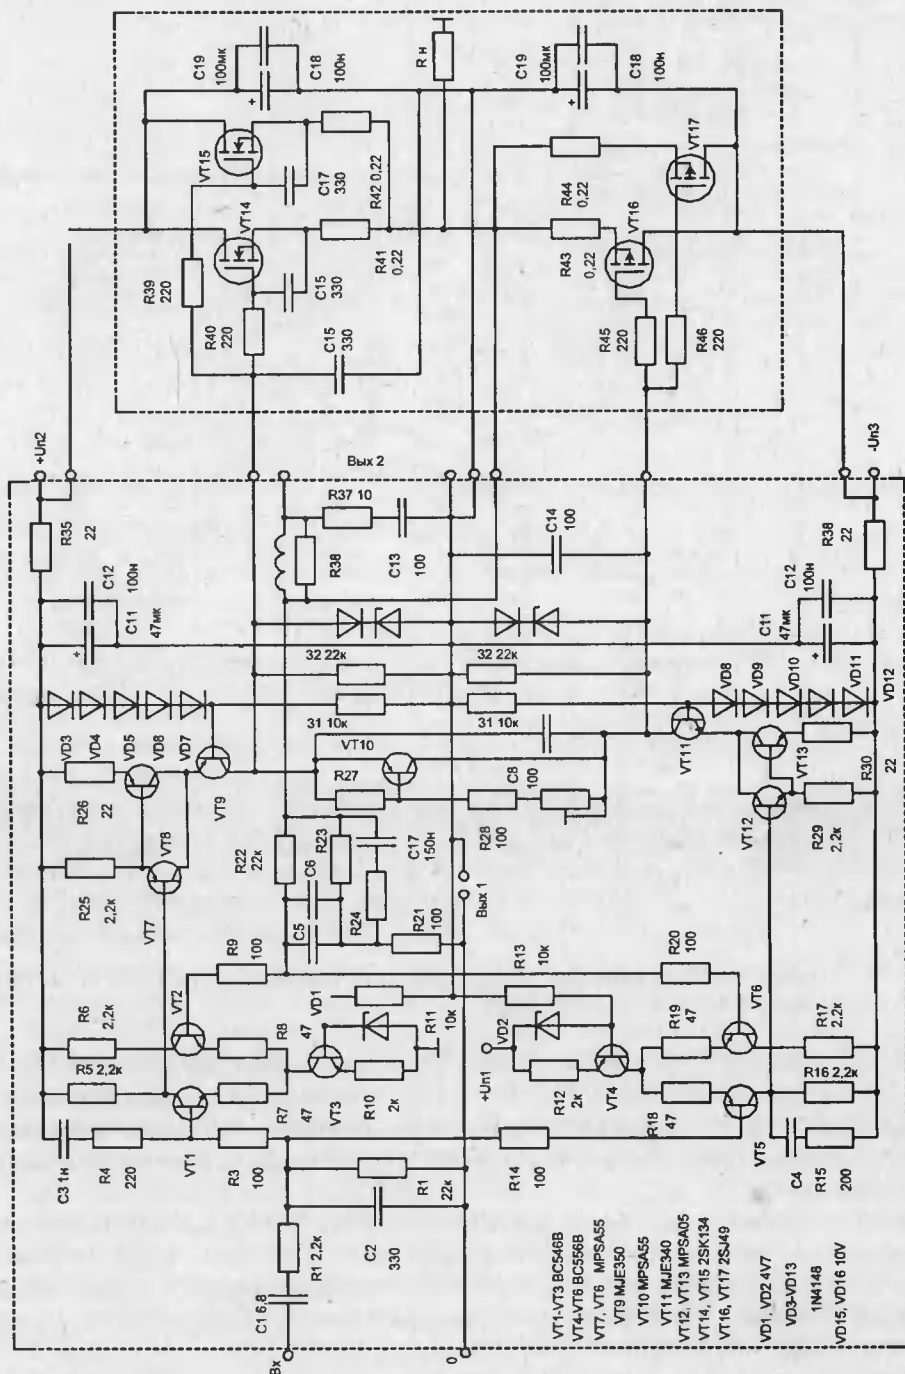 C19
100мк
C18
100н
R н
C19
100мк
C18
100н
VT15
VT14
C17
330
R42 0,22
R41
0,22
C15
330
R39
220
R40
220
C15
330
R44
0,22
VT17
R43
0,22
VT16
R45
220
R46
220
+Uп2
Вых 2
-Uп3
R35
22
C12
100н
C11
47мк
R37 10
R38
C13
100
C14
100
R38
22
C12
100н
C11
47мк
32 22к
32 22к
31 10к
31 10к
VD3
VD4
VD5
VD8
VD7
VD8
VD9
VD10
VD11
VD12
R26
22
VT8
VT9
VT10
R27
C8
100
R28
100
VT11
VT13
VT12
R30
22
R29
2,2к
R25
2,2к
VT7
R22
22к
R23
C6
C5
C17
150н
R24
R21
100
Вых 1
R9
100
VT2
R6
2,2к
R5 2,2к
R8
47
R7
47
VD1
VT3
R11
10к
R10
2к
R13
10к
VD2
+Uп1
R12
2к
VT4
R20
100
R19
47
R18
47
VT6
R17
2,2к
R16 2,2к
VT5
C4
R15
200
C3 1н
R4
220
VT1
R3
100
R1
22к
C2
330
R14
100
C1 6,8
R1 2,2к
Вх
0
VT1-VT3 BC546B
VT4-VT6 BC556B
VT7, VT6 MPSA55
VT9 MJE350
VT10 MPSA65
VT11 MJE340
VT12, VT13 MPSA05
VT14, VT15 2SK134
VT16, VT17 2SJ49
VD1, VD2 4V7
VD3-VD13
1N4148
VD15, VD16 10V